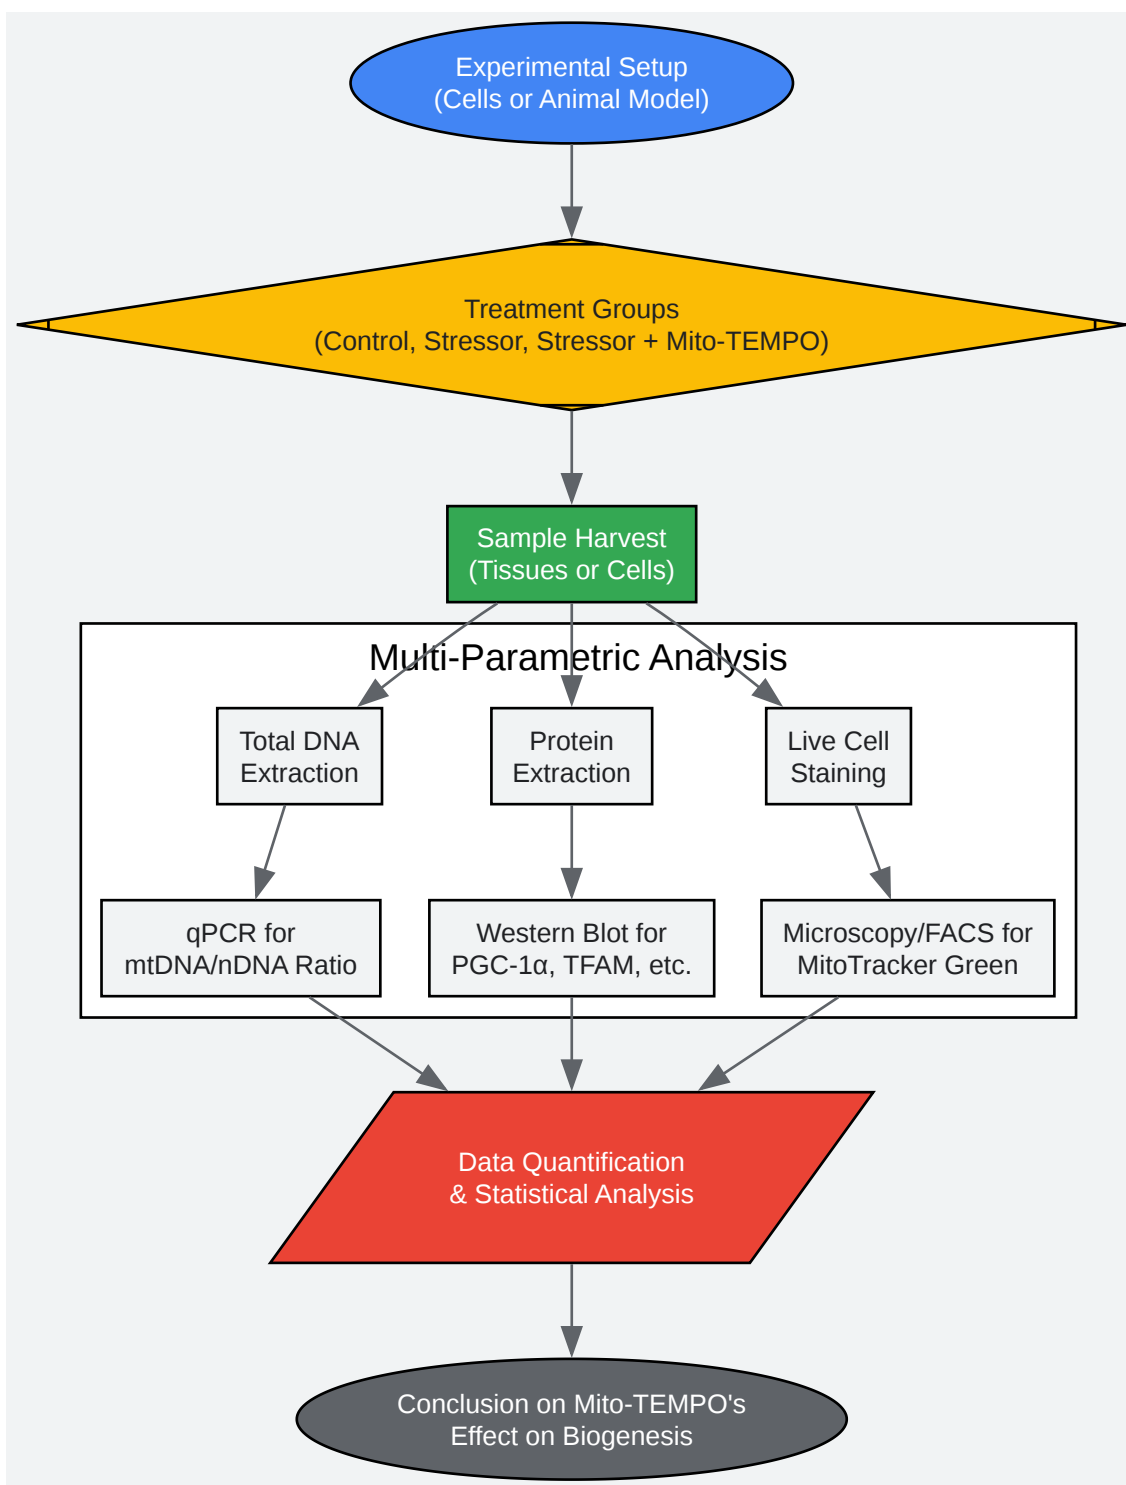 Experimental Setup
(Cells or Animal Model)
Treatment Groups
(Control, Stressor, Stressor + Mito-TEMPO)
Sample Harvest
(Tissues or Cells)
Multi-Parametric Analysis
Total DNA
Extraction
Protein
Extraction
Live Cell
Staining
qPCR for
mtDNA/nDNA Ratio
Western Blot for
PGC-1α, TFAM, etc.
Microscopy/FACS for
MitoTracker Green
Data Quantification
& Statistical Analysis
Conclusion on Mito-TEMPO's
Effect on Biogenesis